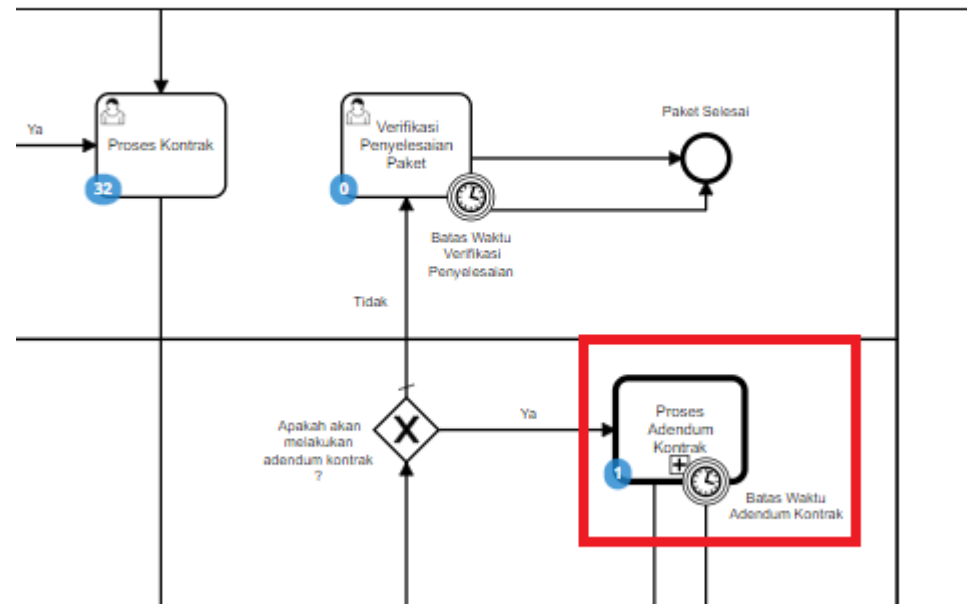 Ya
Proses Kontrak
32
Verifikasi
Penyelesaian
Paket
0
Batas Waktu
Verifikasi
Penyelesaian
Paket Selesai
Tidak
Apakah akan
melakukan
adendum kontrak
?
X
Ya
Proses
Adendum
Kontrak
1
Batas Waktu
Adendum Kontrak